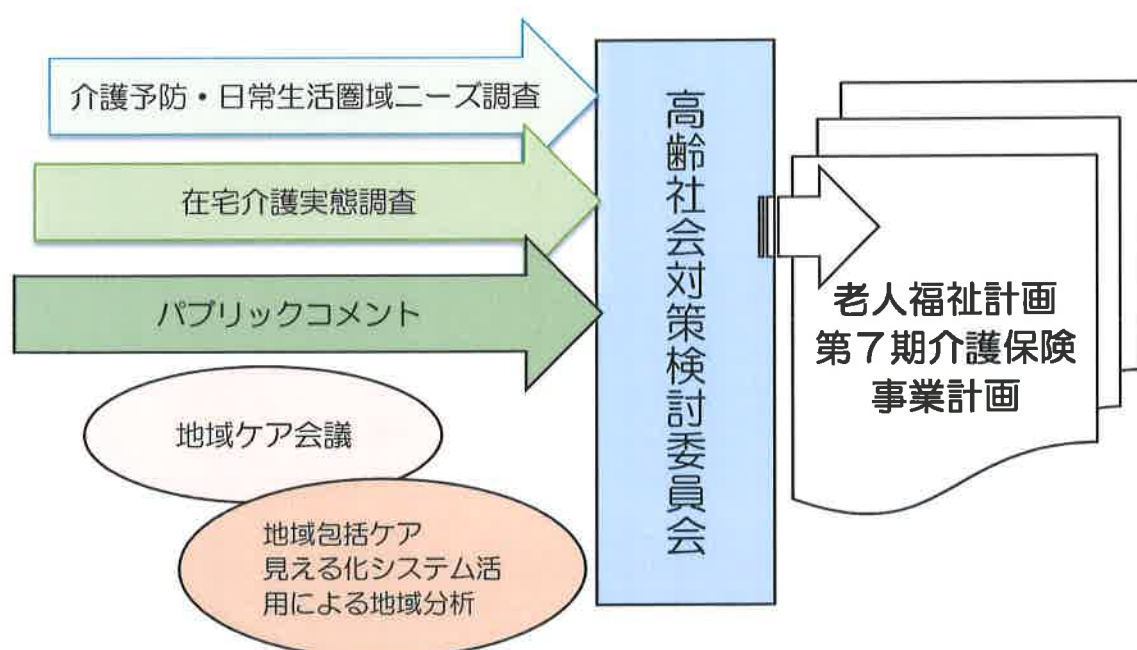 介護予防・日常生活圏域ニーズ調査
在宅介護実態調査
パブリックコメント
地域ケア会議
地域包括ケア
見える化システム活
用による地域分析
高齢社会対策検討委員会
老人福祉計画
第7期介護保険
事業計画